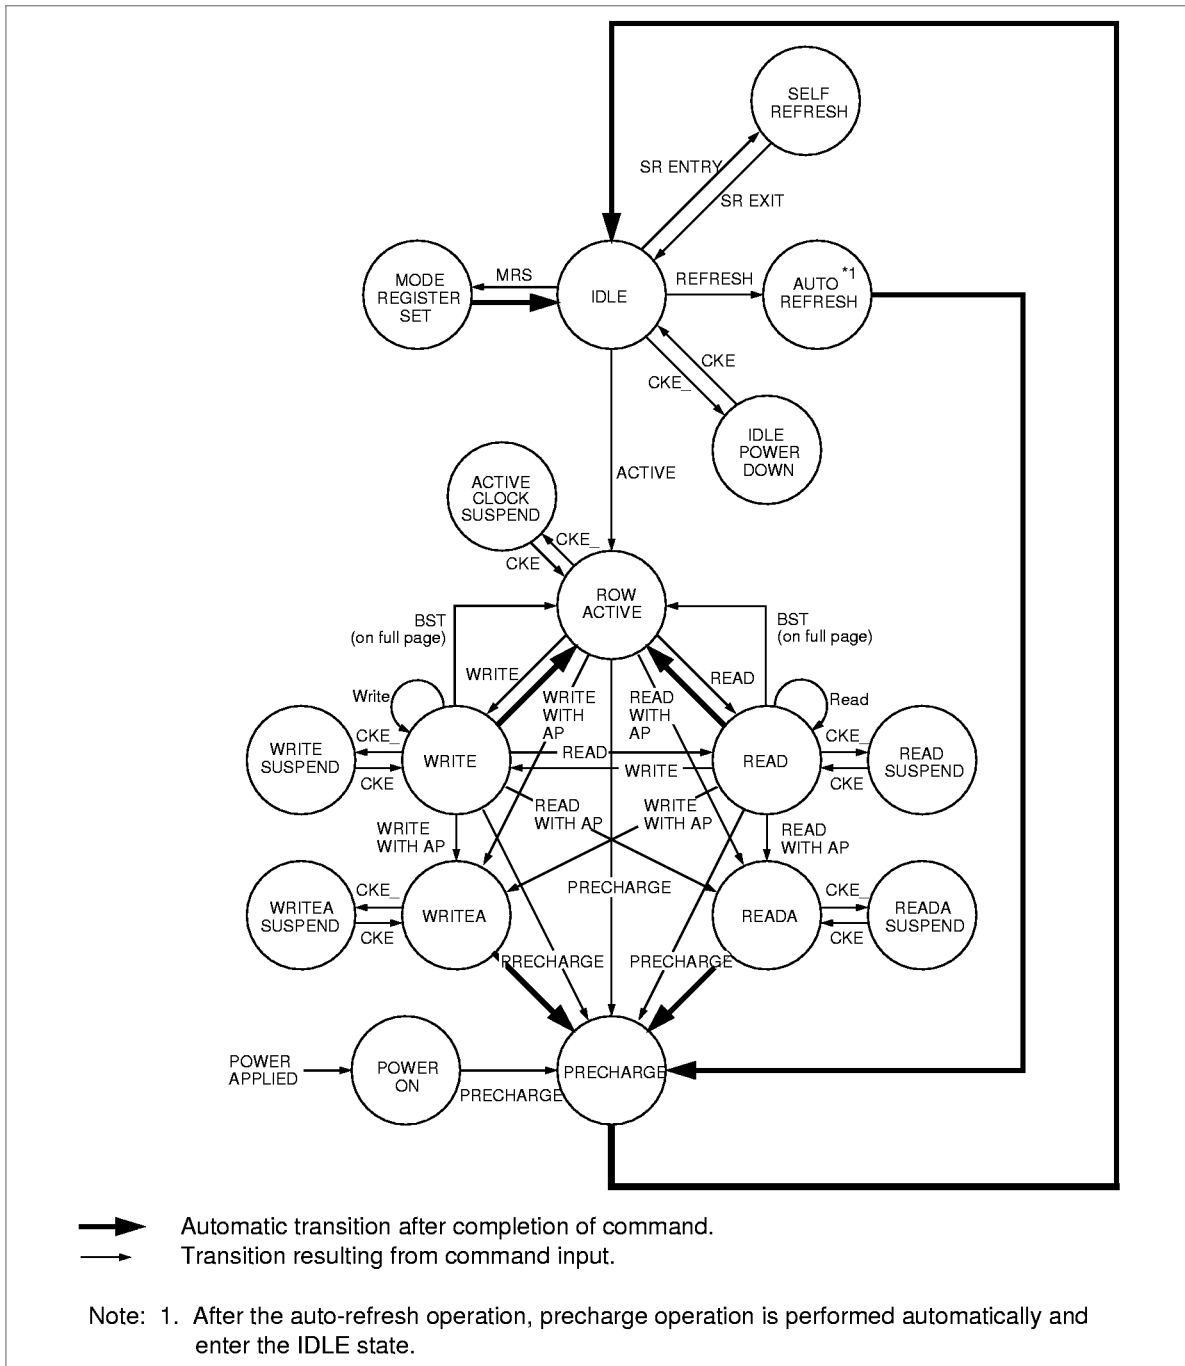 SELF
REFRESH
SR ENTRY
SR EXIT
MODE
REGISTER
SET
MRS
IDLE
REFRESH
AUTO *1
REFRESH
CKE
CKE_
IDLE
POWER
DOWN
ACTIVE
ACTIVE
CLOCK
SUSPEND
CKE_
CKE
ROW
ACTIVE
BST
(on full page)
BST
(on full page)
WRITE
READ
Write
WRITE
WITH
AP
READ
WITH
AP
Read
WRITE
SUSPEND
CKE_
CKE
WRITE
READ
WRITE
READ
CKE_
CKE
READ
SUSPEND
WRITE
WITH AP
READ
WITH AP
WRITE
WITH AP
READ
WITH AP
WRITEA
SUSPEND
CKE_
CKE
WRITEA
PRECHARGE
READA
CKE_
CKE
READA
SUSPEND
PRECHARGE
PRECHARGE
POWER
APPLIED
POWER
ON
PRECHARGE
PRECHARGE
Automatic transition after completion of command.
Transition resulting from command input.
Note: 1. After the auto-refresh operation, precharge operation is performed automatically and
enter the IDLE state.